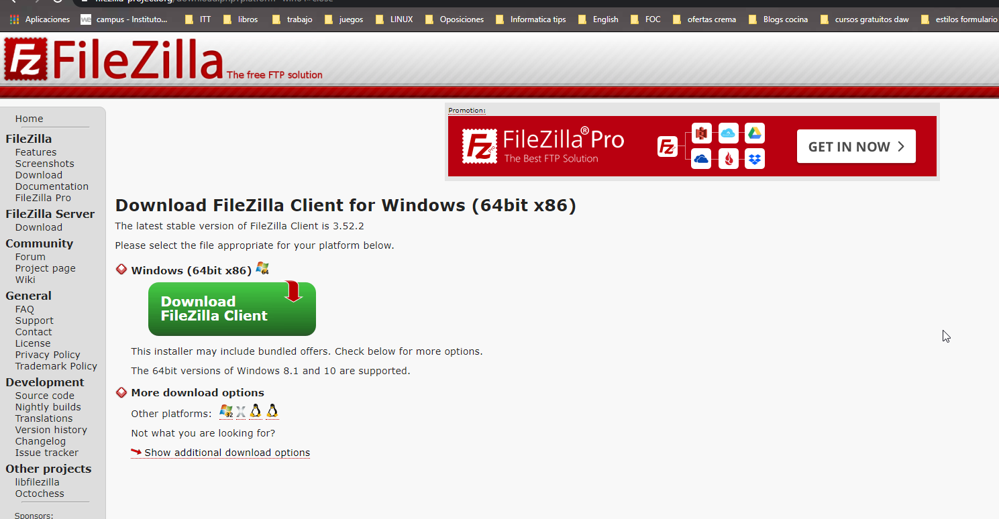 Aplicaciones campus - Instituto... ITT libros trabajo juegos LINUX Oposiciones Informatica tips English FOC ofertas crema Blogs cocina cursos gratuitos daw estilos formulario
FileZilla The free FTP solution
Promotion:
FileZilla® Pro
The Best FTP Solution
GET IN NOW
Home
FileZilla
Features
Screenshots
Download
Documentation
FileZilla Pro
FileZilla Server
Download
Community
Forum
Project page
Wiki
General
FAQ
Support
Contact
License
Privacy Policy
Trademark Policy
Development
Source code
Nightly builds
Translations
Version history
Changelog
Issue tracker
Other projects
libfilezilla
Octochess
Sponsors:
Download FileZilla Client for Windows (64bit x86)
The latest stable version of FileZilla Client is 3.52.2
Please select the file appropriate for your platform below.
Windows (64bit x86)
Download
FileZilla Client
This installer may include bundled offers. Check below for more options.
The 64bit versions of Windows 8.1 and 10 are supported.
More download options
Other platforms:
Not what you are looking for?
Show additional download options